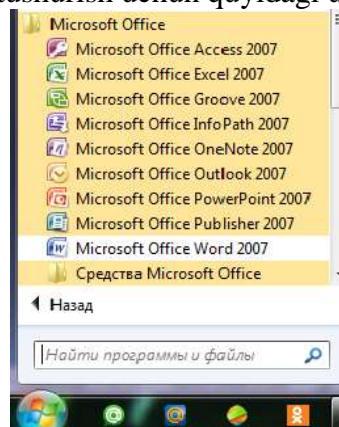 uchun quyidagi
Microsoft Office
Microsoft Office Access 2007
Microsoft Office Excel 2007
Microsoft Office Groove 2007
Microsoft Office InfoPath 2007
Microsoft Office OneNote 2007
Microsoft Office Outlook 2007
Microsoft Office PowerPoint 2007
Microsoft Office Publisher 2007
Microsoft Office Word 2007
Средства Microsoft Office
Назад
Найти программы и файлы